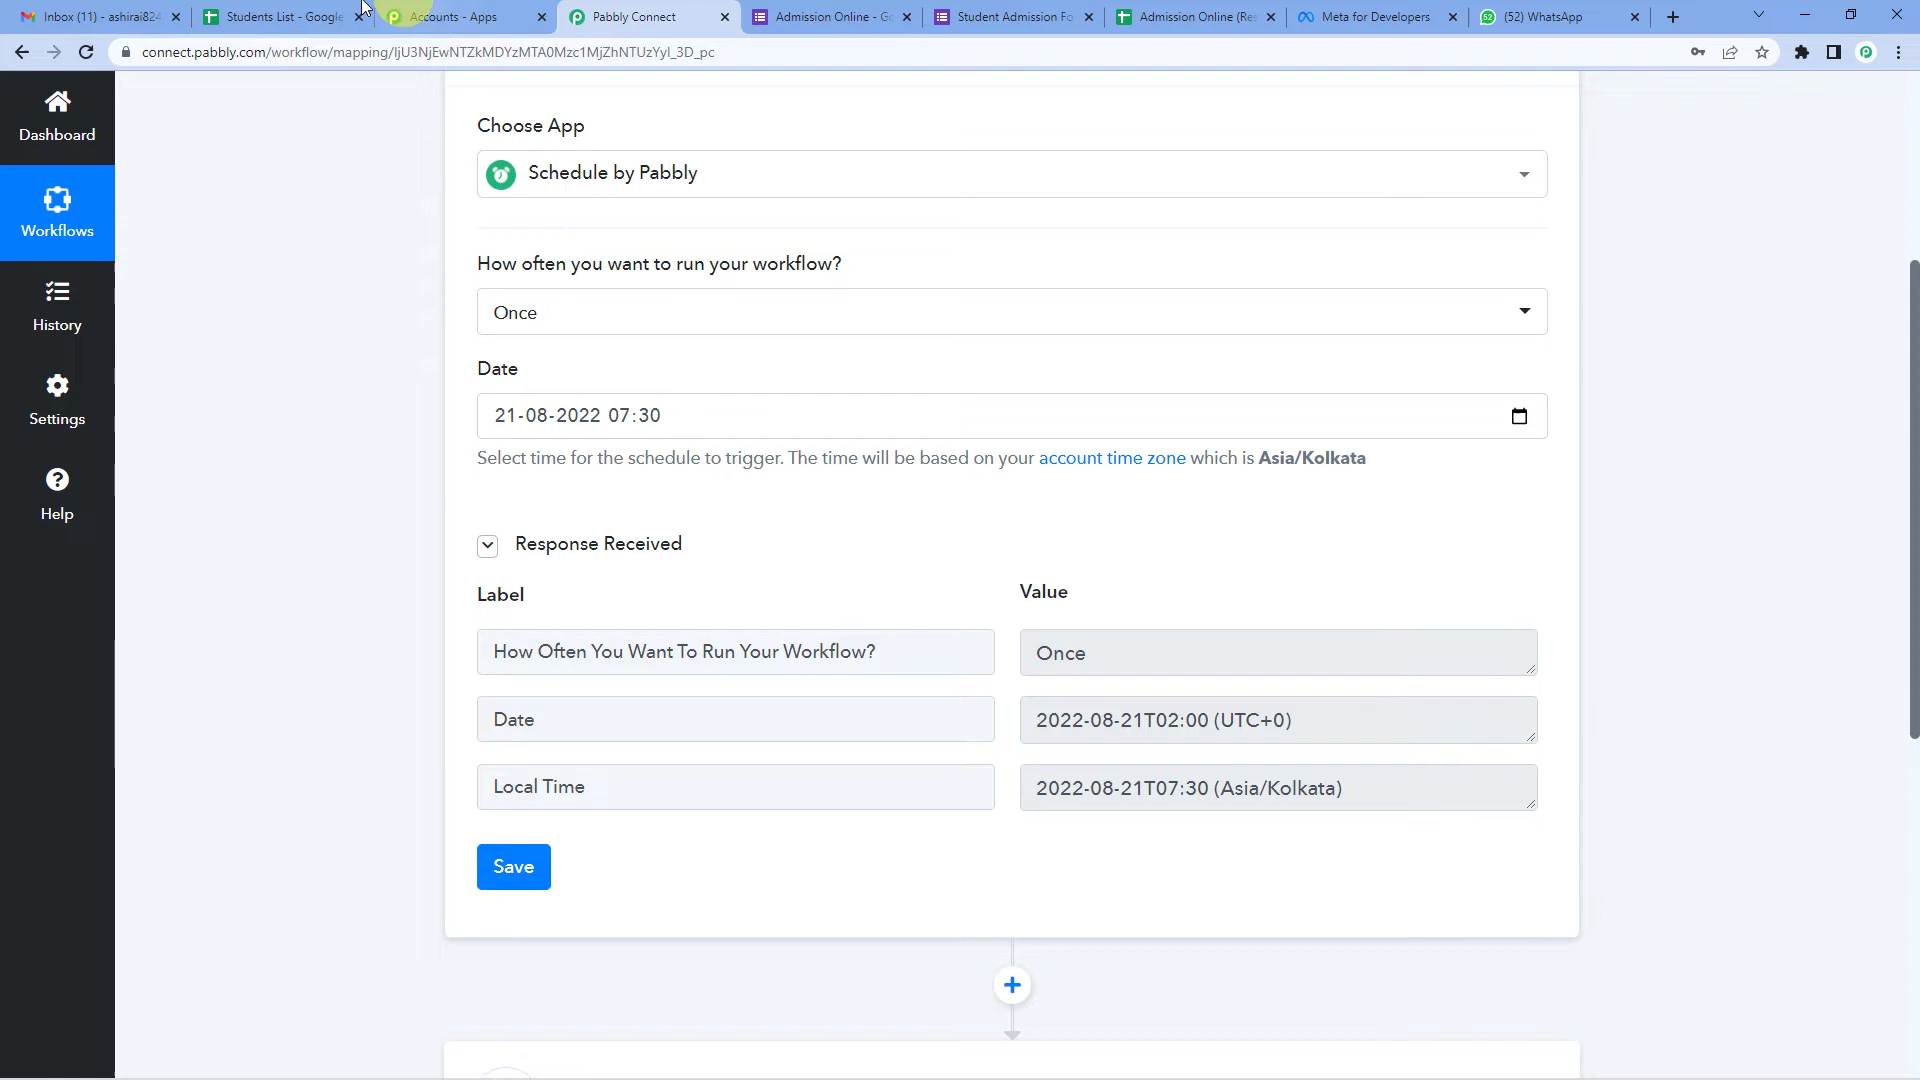 Inbox (11) - ashirai824
Students List - Google
Accounts - Apps
Pabbly Connect
Admission Online - Go
Student Admission Fo
Admission Online (Res
Meta for Developers
(52) WhatsApp
connect.pabbly.com/workflow/mapping/IjU3NjEwNTZkMDYzMTA0Mzc1MjZhNTUzYyI_3D_pc
Dashboard
Workflows
History
Settings
Help
Choose App
Schedule by Pabbly
How often you want to run your workflow?
Once
Date
21-08-2022 07:30
Select time for the schedule to trigger. The time will be based on your account time zone which is Asia/Kolkata
Response Received
Label
Value
How Often You Want To Run Your Workflow?
Once
Date
2022-08-21T02:00 (UTC+0)
Local Time
2022-08-21T07:30 (Asia/Kolkata)
Save